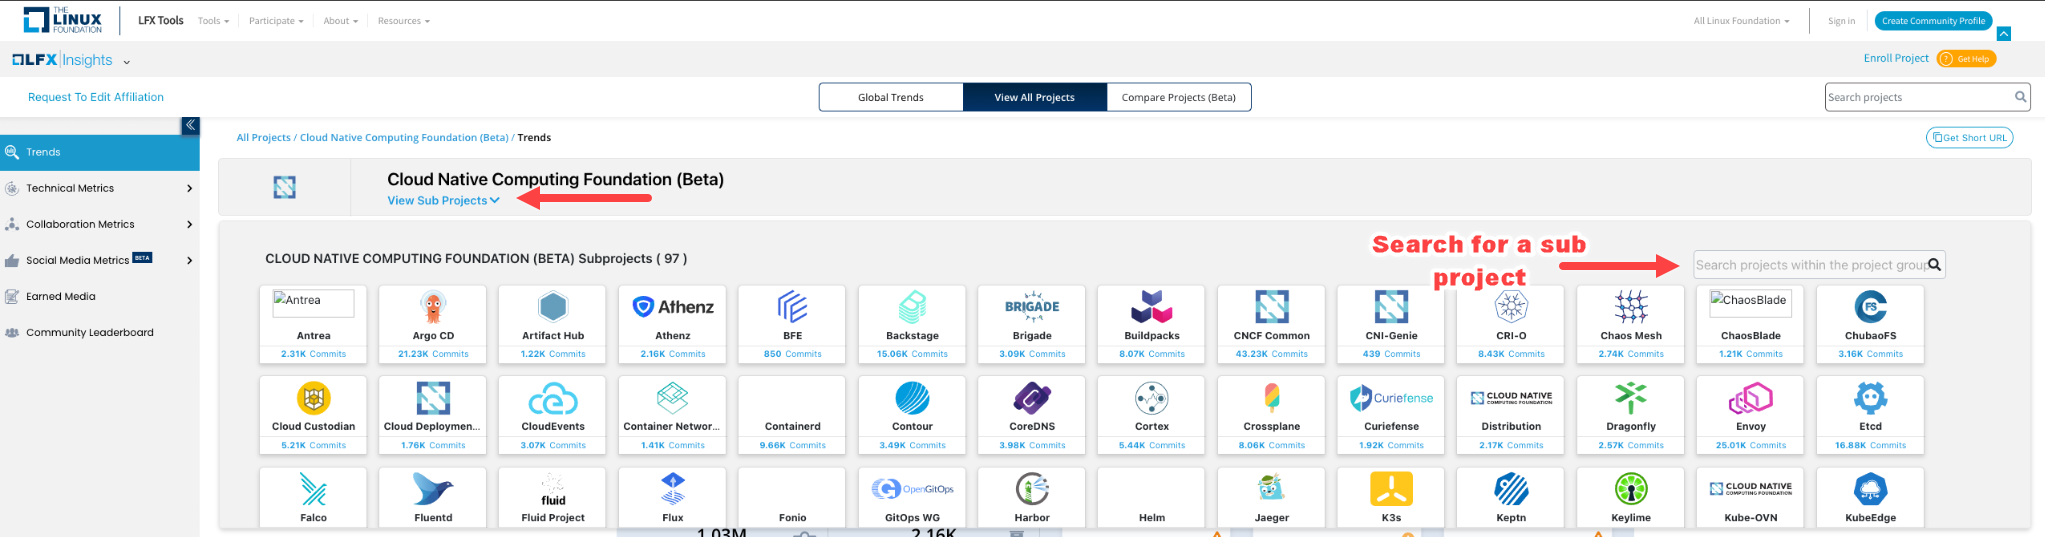 THE
LINUX
FOUNDATION
LFX Tools
Tools
Participate
About
Resources
All Linux Foundation
Sign in
Create Community Profile
LFX Insights
Enroll Project
Get Help
Request To Edit Affiliation
Global Trends
View All Projects
Compare Projects (Beta)
Search projects
Trends
Technical Metrics
Collaboration Metrics
Social Media Metrics BETA
Earned Media
Community Leaderboard
All Projects / Cloud Native Computing Foundation (Beta) / Trends
Get Short URL
Cloud Native Computing Foundation (Beta)
View Sub Projects
Search for a sub
project
CLOUD NATIVE COMPUTING FOUNDATION (BETA) Subprojects ( 97 )
Search projects within the project group
Antrea
Athenz
BRIGADE
ChaosBlade
FS
Antrea
Argo CD
Artifact Hub
Athenz
BFE
Backstage
Brigade
Buildpacks
CNCF Common
CNI-Genie
CRI-O
Chaos Mesh
ChaosBlade
ChubaoFS
2.31K Commits
21.23K Commits
1.22K Commits
2.16K Commits
850 Commits
15.06K Commits
3.09K Commits
8.07K Commits
43.23K Commits
439 Commits
8.43K Commits
2.74K Commits
1.21K Commits
3.16K Commits
Curiefense
CLOUD NATIVE
COMPUTING FOUNDATION
Cloud Custodian
Cloud Deploymen...
CloudEvents
Container Networ...
Containerd
Contour
CoreDNS
Cortex
Crossplane
Curiefense
Distribution
Dragonfly
Envoy
Etcd
5.21K Commits
1.76K Commits
3.07K Commits
1.41K Commits
9.66K Commits
3.49K Commits
3.98K Commits
5.44K Commits
8.06K Commits
1.92K Commits
2.17K Commits
2.57K Commits
25.01K Commits
16.88K Commits
fluid
OpenGitOps
CLOUD NATIVE
COMPUTING FOUNDATION
Falco
Fluentd
Fluid Project
Flux
Fonio
GitOps WG
Harbor
Helm
Jaeger
K3s
Keptn
Keylime
Kube-OVN
KubeEdge
1.03M
2.16K